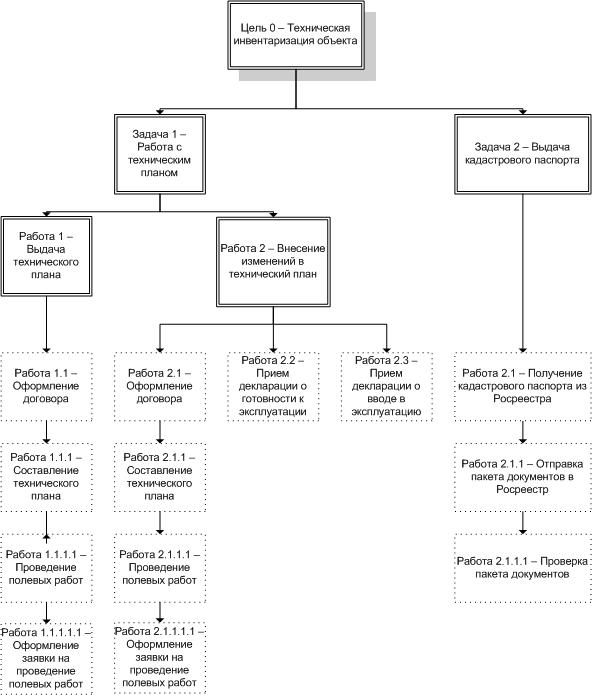 Цель 0 – Техническая
инвентаризация объекта
Задача 1 –
Работа с
техническим
планом
Задача 2 – Выдача
кадастрового паспорта
Работа 1 –
Выдача
технического
плана
Работа 2 – Внесение
изменений в
технический план
Работа 1.1 –
Оформление
договора
Работа 2.1 –
Оформление
договора
Работа 2.2 –
Прием
декларации о
готовности к
эксплуатации
Работа 2.3 –
Прием
декларации о
вводе в
эксплуатацию
Работа 2.1 – Получение
кадастрового паспорта из
Росреестра
Работа 1.1.1 –
Составление
технического
плана
Работа 2.1.1 –
Составление
технического
плана
Работа 2.1.1 – Отправка
пакета документов в
Росреестр
Работа 1.1.1.1 –
Проведение
полевых работ
Работа 2.1.1.1 –
Проведение
полевых работ
Работа 2.1.1.1 – Проверка
пакета документов
Работа 1.1.1.1.1 –
Оформление
заявки на
проведение
полевых работ
Работа 2.1.1.1.1 –
Оформление
заявки на
проведение
полевых работ